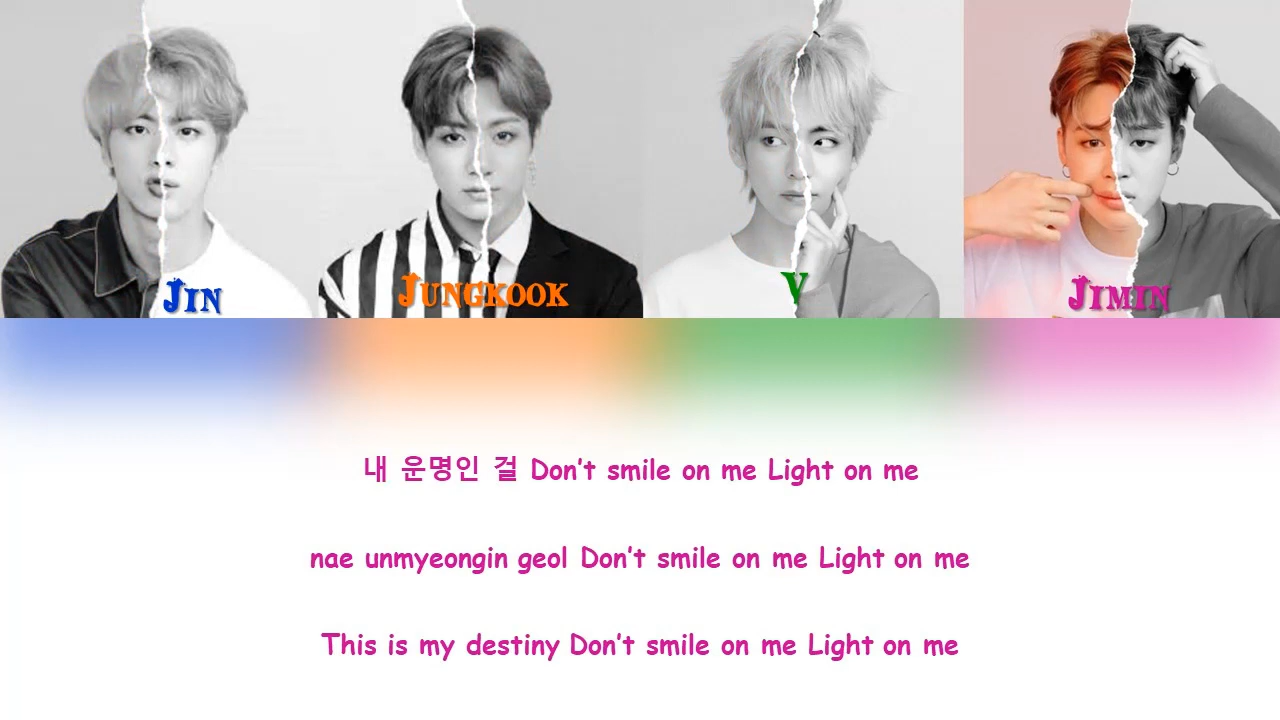 Jin
Jungkook
V
Jimin
내 운명인 걸 Don't smile on me Light on me
nae unmyeongin geol Don't smile on me Light on me
This is my destiny Don't smile on me Light on me